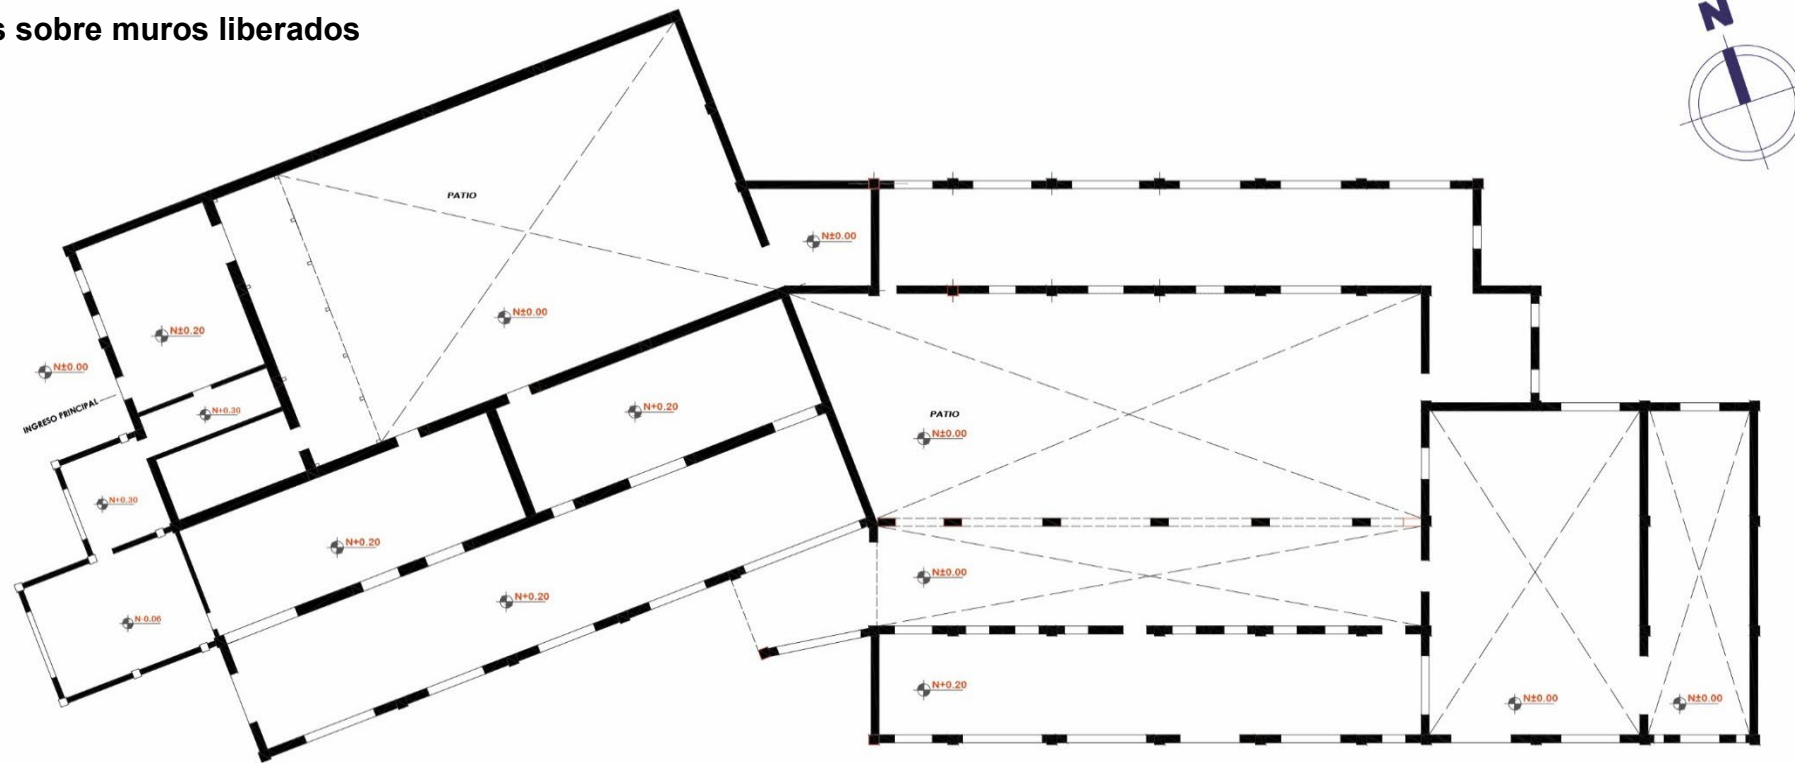 s sobre muros liberados
N
PATIO
N±0.00
N±0.00
N±0.20
N±0.00
INGRESO PRINCIPAL
N+0.30
N+0.20
PATIO
N±0.00
N+0.30
N+0.20
N±0.00
N+0.20
N-0.06
N+0.20
N±0.00
N±0.00